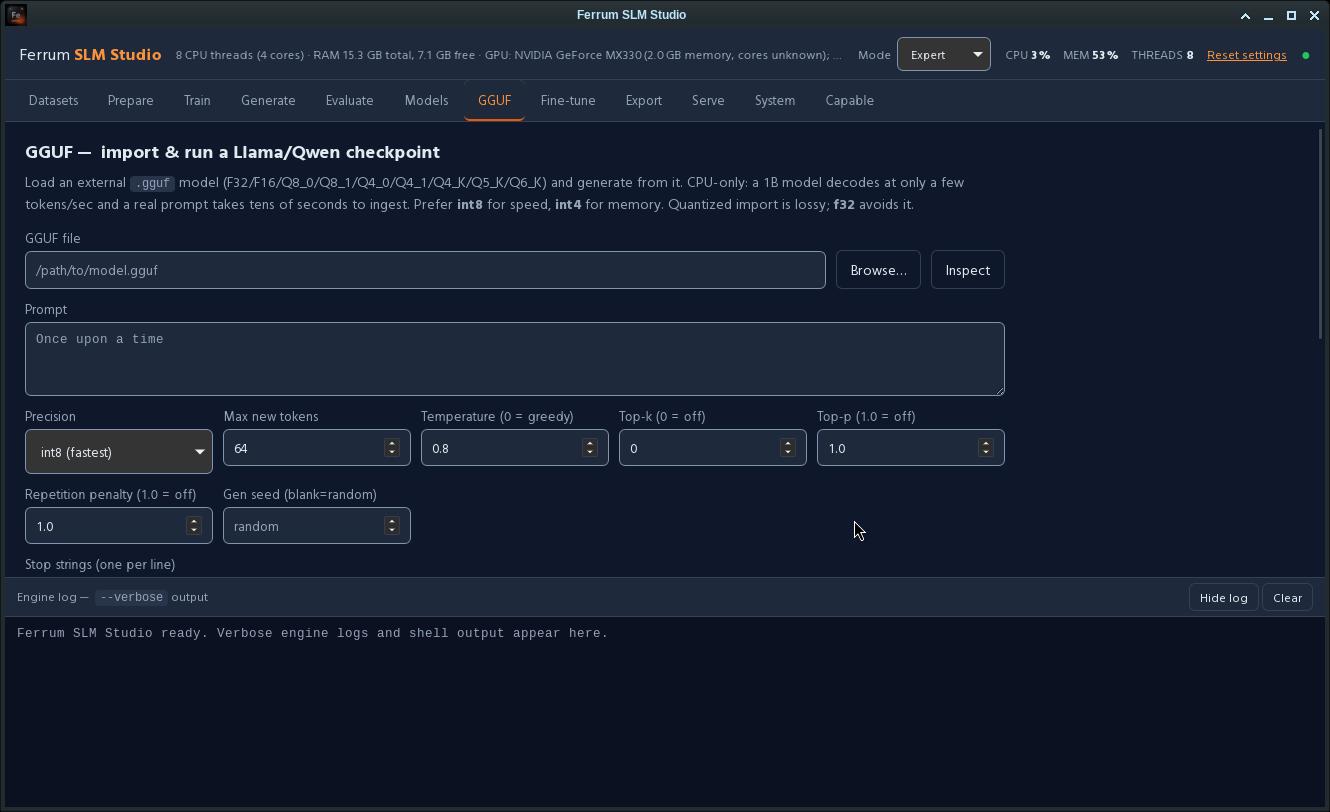 Ferrum SLM Studio
Ferrum SLM Studio 8 CPU threads (4 cores) · RAM 15.3 GB total, 7.1 GB free · GPU: NVIDIA GeForce MX330 (2.0 GB memory, cores unknown); ... Mode Expert CPU 3% MEM 53% THREADS 8 Reset settings
Datasets Prepare Train Generate Evaluate Models GGUF Fine-tune Export Serve System Capable
GGUF — import & run a Llama/Qwen checkpoint
Load an external .gguf model (F32/F16/Q8_0/Q8_1/Q4_0/Q4_1/Q4_K/Q5_K/Q6_K) and generate from it. CPU-only: a 1B model decodes at only a few
tokens/sec and a real prompt takes tens of seconds to ingest. Prefer int8 for speed, int4 for memory. Quantized import is lossy; f32 avoids it.
GGUF file
/path/to/model.gguf Browse... Inspect
Prompt
Once upon a time
Precision Max new tokens Temperature (0 = greedy) Top-k (0 = off) Top-p (1.0 = off)
int8 (fastest) 64 0.8 0 1.0
Repetition penalty (1.0 = off) Gen seed (blank=random)
1.0 random
Stop strings (one per line)
Engine log — --verbose output Hide log Clear
Ferrum SLM Studio ready. Verbose engine logs and shell output appear here.